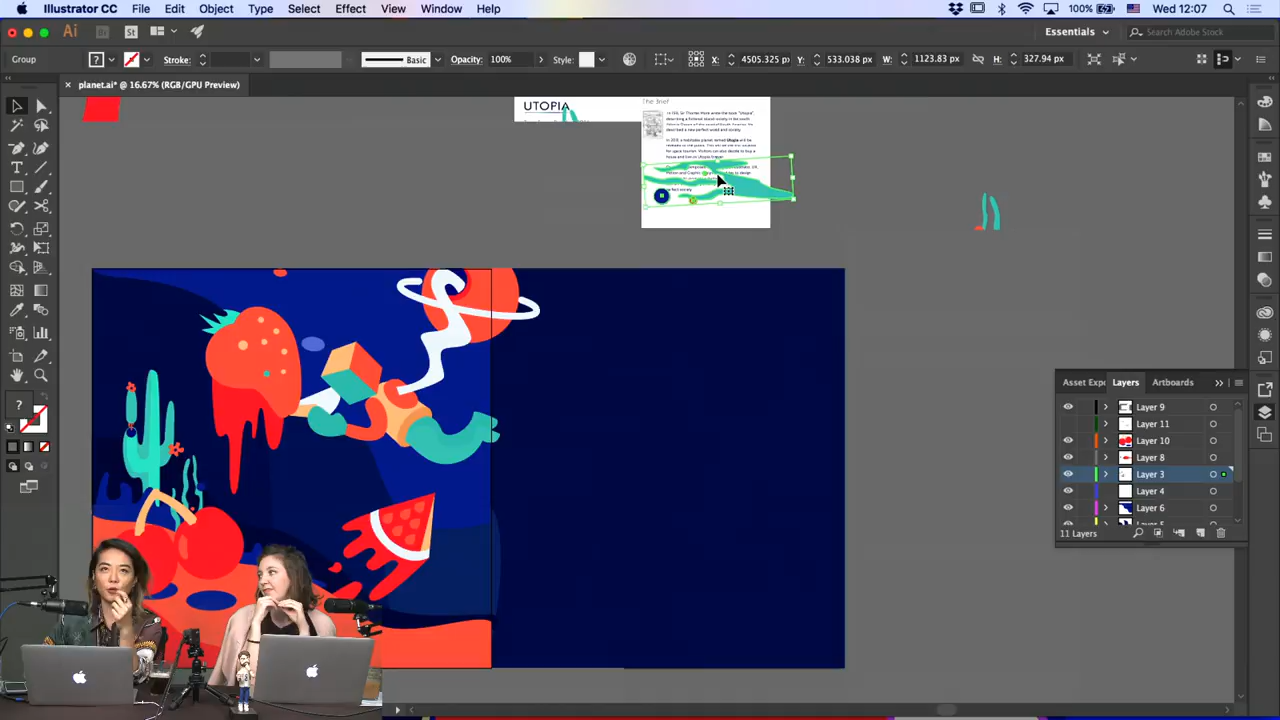 Illustrator CC File Edit Object Type Select Effect View Window Help 100% Wed 12:07
Ai Br St Essentials Search Adobe Stock
Group ? Stroke: Basic Opacity: 100% Style: X: 4505.325 px Y: 533.038 px W: 1123.83 px H: 327.94 px
× planet.ai* @ 16.67% (RGB/GPU Preview)
UTOPIA
The Brief
Asset Expo Layers Artboards
Layer 9
Layer 11
Layer 10
Layer 8
Layer 3
Layer 4
Layer 6
11 Layers
?